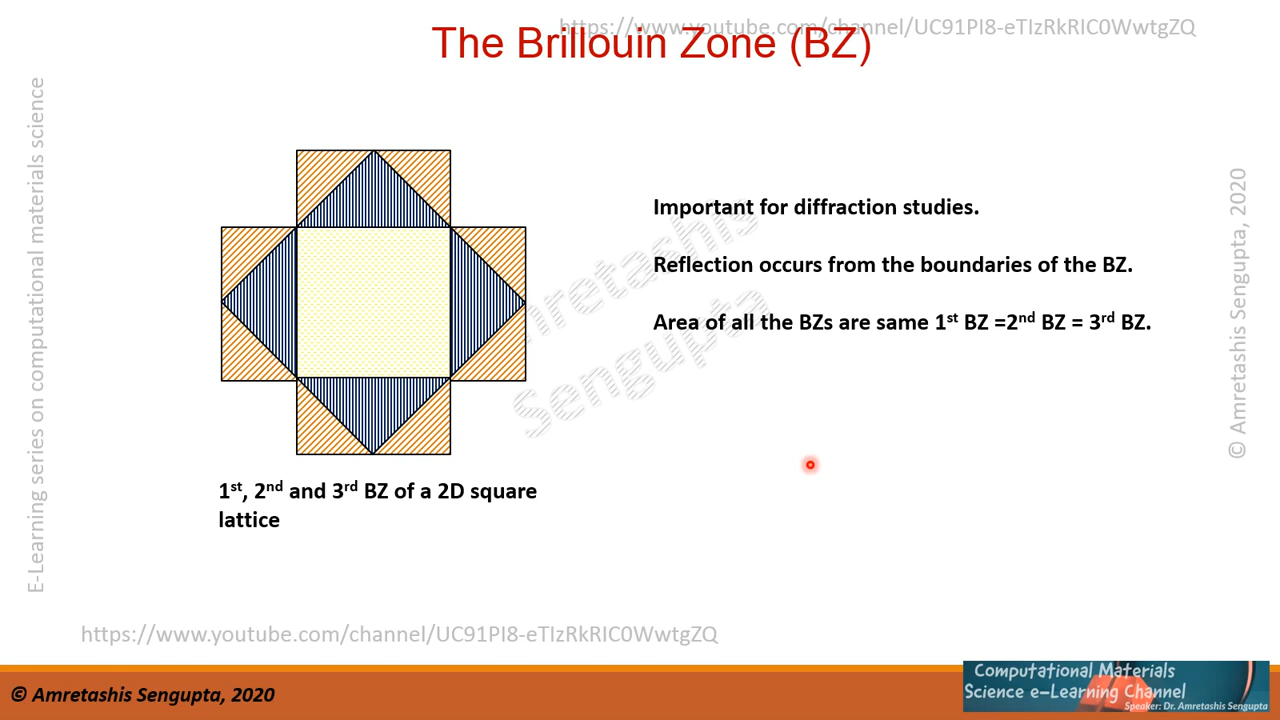 https://www.youtube.com/channel/UC91PI8-eTIzRkRIC0WwtgZQ
The Brillouin Zone (BZ)
E-Learning series on computational materials science
© Amretashis Sengupta, 2020
Important for diffraction studies.
Reflection occurs from the boundaries of the BZ.
Area of all the BZs are same 1st BZ =2nd BZ = 3rd BZ.
Amretashis
Sengupta
1st, 2nd and 3rd BZ of a 2D square
lattice
https://www.youtube.com/channel/UC91PI8-eTIzRkRIC0WwtgZQ
© Amretashis Sengupta, 2020
Computational Materials
Science e-Learning Channel
Speaker: Dr. Amretashis Sengupta